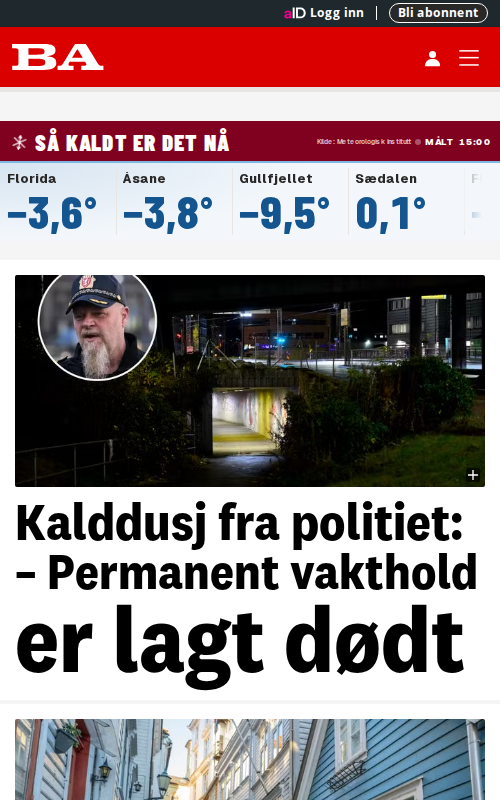 aID Logg inn
Bli abonnent
BA
SÅ KALDT ER DET NÅ
Kilde: Meteorologisk institutt
MÅLT 15:00
Florida
Åsane
Gullfjellet
Sædalen
−3,6°
−3,8°
−9,5°
0,1°
Kalddusj fra politiet:
– Permanent vakthold
er lagt dødt